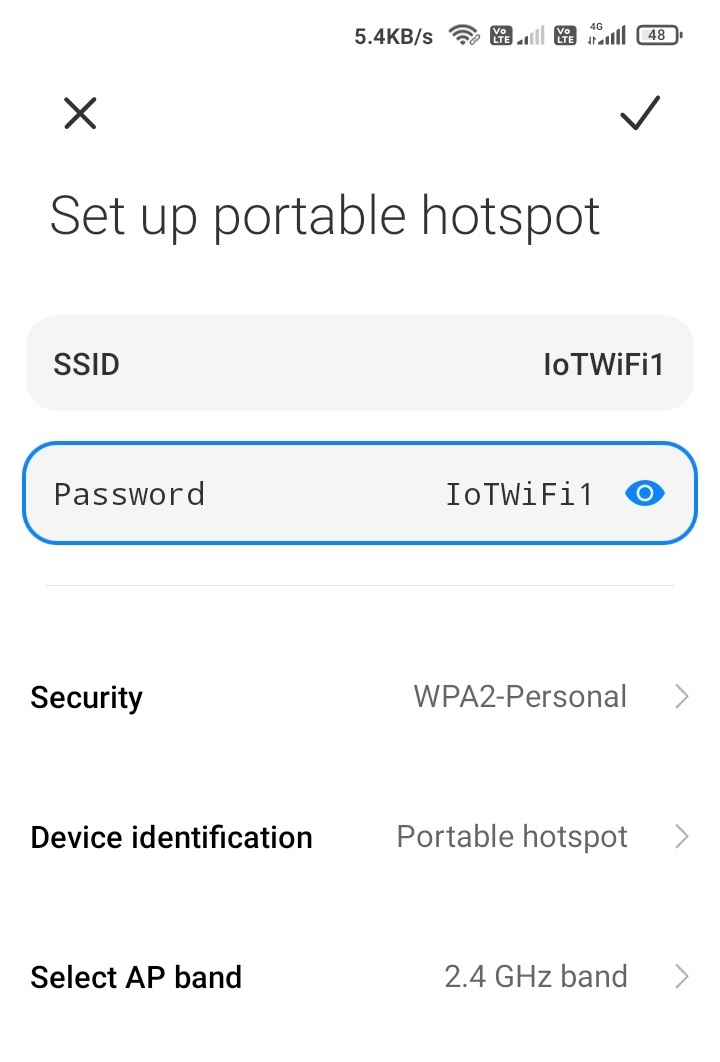 5.4KB/s Vo LTE Vo LTE 4G 48
Set up portable hotspot
SSID IoTWiFi1
Password IoTWiFi1
Security WPA2-Personal
Device identification Portable hotspot
Select AP band 2.4 GHz band